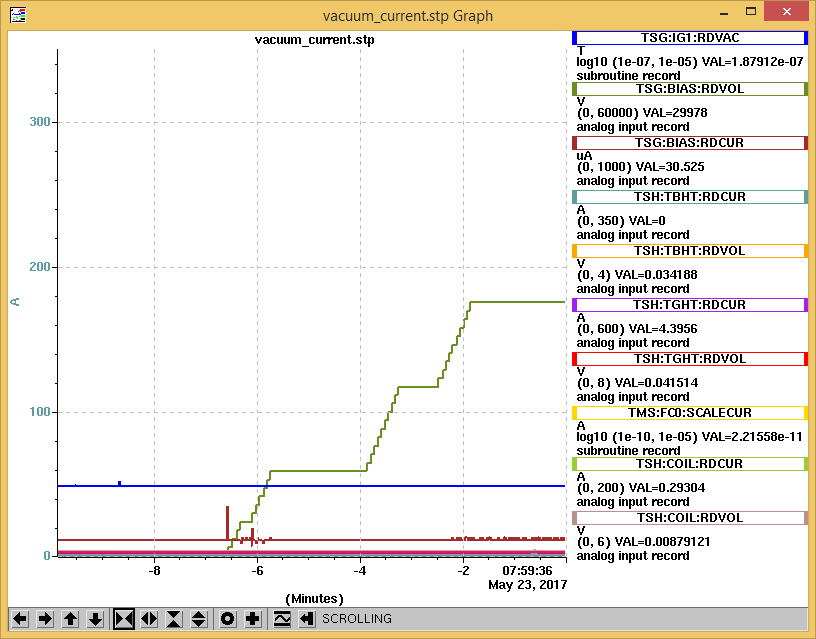 vacuum_current.stp Graph
vacuum_current.stp
300
200
100
0
A
-8
-6
-4
-2
07:59:36
May 23, 2017
(Minutes)
TSG:IG1:RDVAC
T
log10 (1e-07, 1e-05) VAL=1.87912e-07
subroutine record
TSG:BIAS:RDVOL
V
(0, 60000) VAL=29978
analog input record
TSG:BIAS:RDCUR
uA
(0, 1000) VAL=30.525
analog input record
TSH:TBHT:RDCUR
A
(0, 350) VAL=0
analog input record
TSH:TBHT:RDVOL
V
(0, 4) VAL=0.034188
analog input record
TSH:TGHT:RDCUR
A
(0, 600) VAL=4.3956
analog input record
TSH:TGHT:RDVOL
V
(0, 8) VAL=0.041514
analog input record
TMS:FC0:SCALECUR
A
log10 (1e-10, 1e-05) VAL=2.21558e-11
subroutine record
TSH:COIL:RDCUR
A
(0, 200) VAL=0.29304
analog input record
TSH:COIL:RDVOL
V
(0, 6) VAL=0.00879121
analog input record
SCROLLING